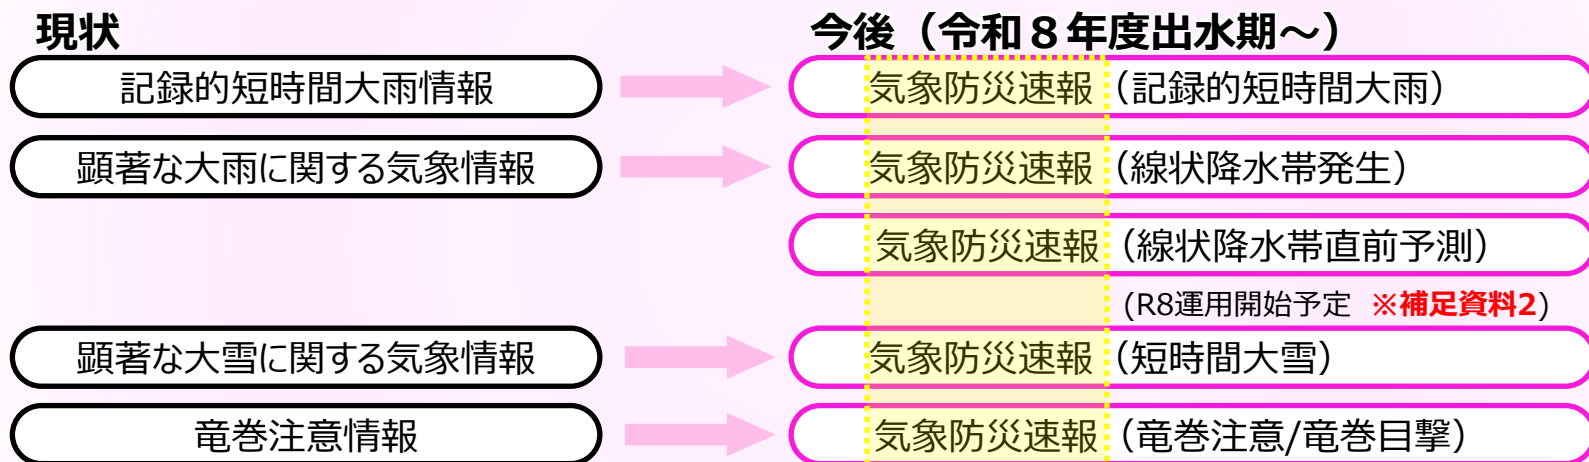 現状 今後（令和８年度出水期～）
記録的短時間大雨情報 気象防災速報（記録的短時間大雨）
顕著な大雨に関する気象情報 気象防災速報（線状降水帯発生）
気象防災速報（線状降水帯直前予測）
(R8運用開始予定 ※補足資料2)
顕著な大雪に関する気象情報 気象防災速報（短時間大雪）
竜巻注意情報 気象防災速報（竜巻注意/竜巻目撃）